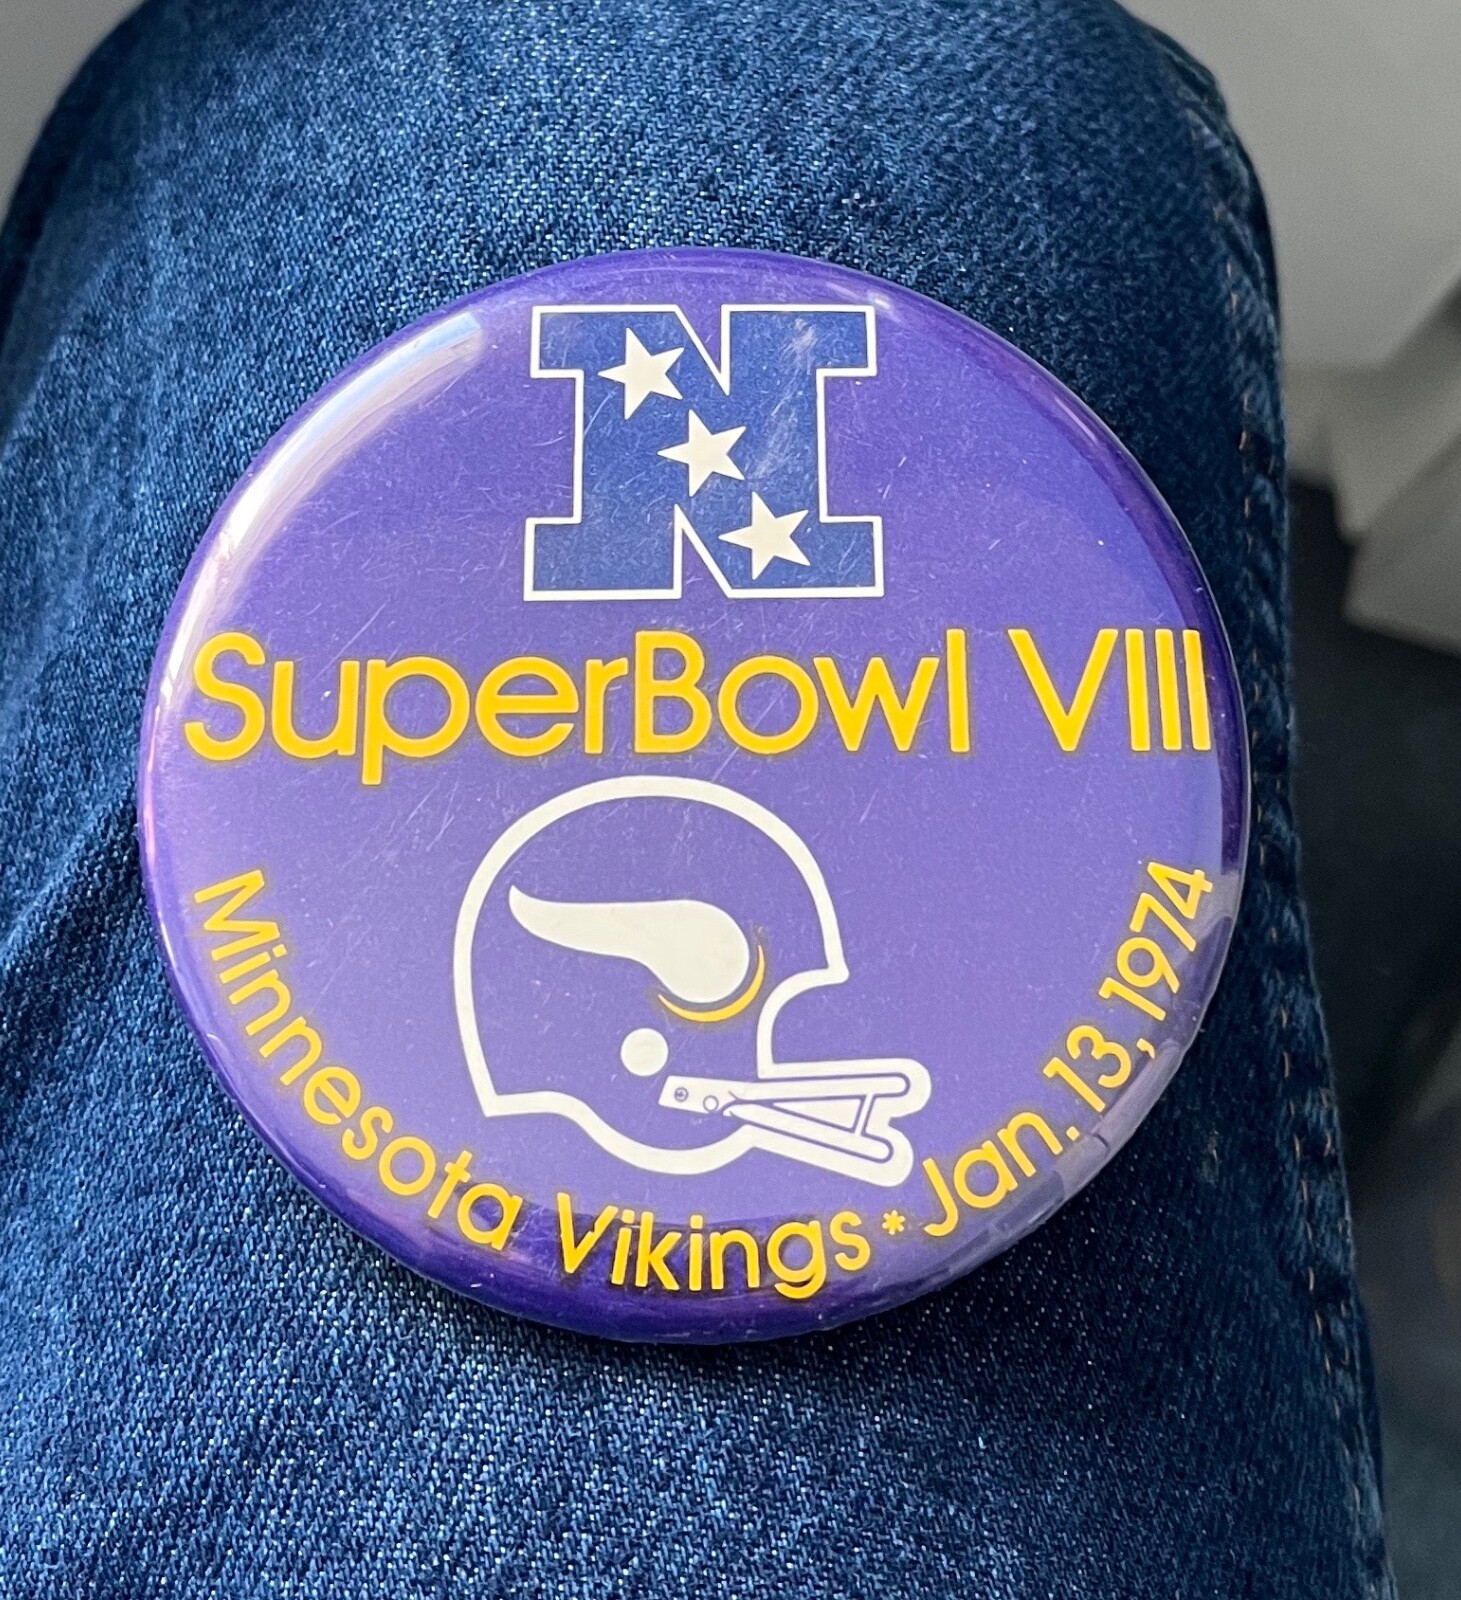 N
SuperBowl VIII
Minnesota Vikings * Jan. 13, 1974